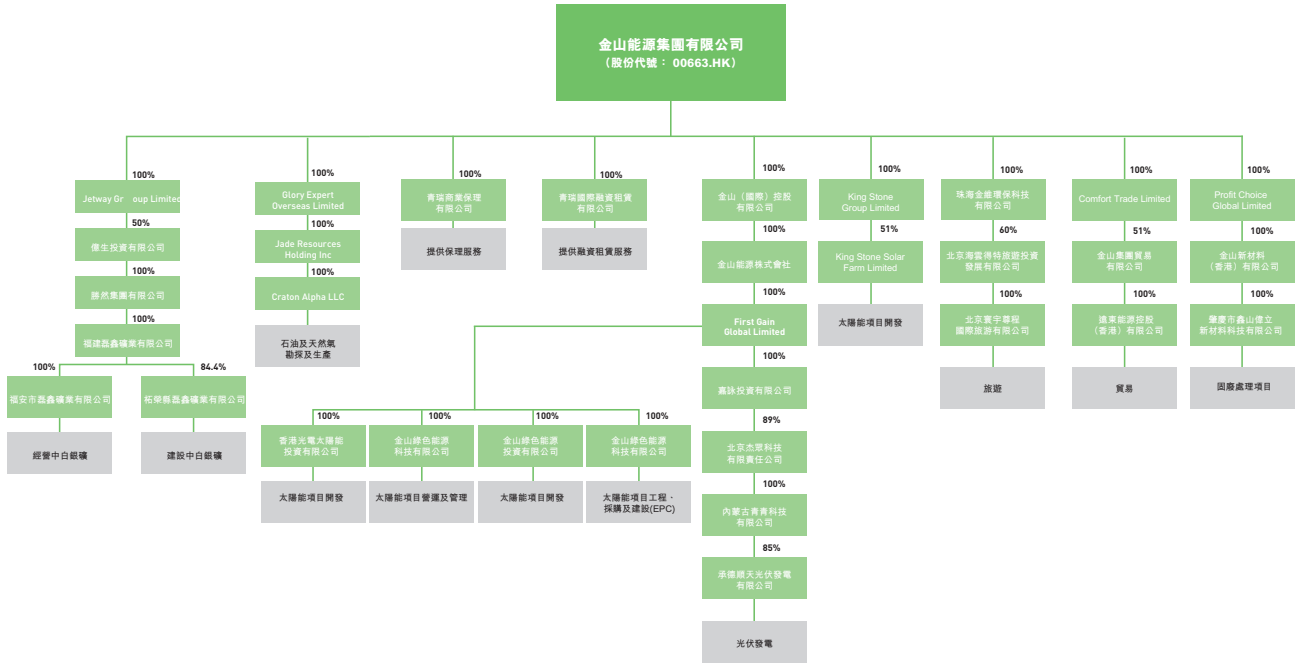 金山能源集團有限公司
（股份代號： 00663.HK）
100%
Jetway Gr oup Limited
50%
偉生投資有限公司
100%
勝然集團有限公司
100%
福建磊鑫礦業有限公司
100%
福安市磊鑫礦業有限公司
經營中白銀礦
84.4%
柘榮縣磊鑫礦業有限公司
建設中白銀礦
100%
Glory Expert
Overseas Limited
100%
Jade Resources
Holding Inc
100%
Craton Alpha LLC
石油及天然氣
勘探及生產
100%
青瑞商業保理
有限公司
提供保理服務
100%
青瑞國際融資租賃
有限公司
提供融資租賃服務
100%
金山（國際）控股
有限公司
100%
金山能源株式會社
100%
First Gain
Global Limited
100%
香港光電太陽能
投資有限公司
太陽能項目開發
100%
金山綠色能源
科技有限公司
太陽能項目營運及管理
100%
金山綠色能源
投資有限公司
太陽能項目開發
100%
金山綠色能源
科技有限公司
太陽能項目工程、
採購及建設(EPC)
100%
嘉詠投資有限公司
89%
北京杰眾科技
有限責任公司
100%
內蒙古青青科技
有限公司
85%
承德順天光伏發電
有限公司
光伏發電
100%
King Stone
Group Limited
51%
King Stone Solar
Farm Limited
太陽能項目開發
100%
珠海金維環保科技
有限公司
60%
北京海雲得特旅遊投資
發展有限公司
100%
北京寰宇尊程
國際旅游有限公司
旅遊
100%
Comfort Trade Limited
51%
金山集團貿易
有限公司
100%
遠東能源控股
（香港）有限公司
貿易
100%
Profit Choice
Global Limited
100%
金山新材料
（香港）有限公司
100%
肇慶市鑫山偉立
新材料科技有限公司
固廢處理項目